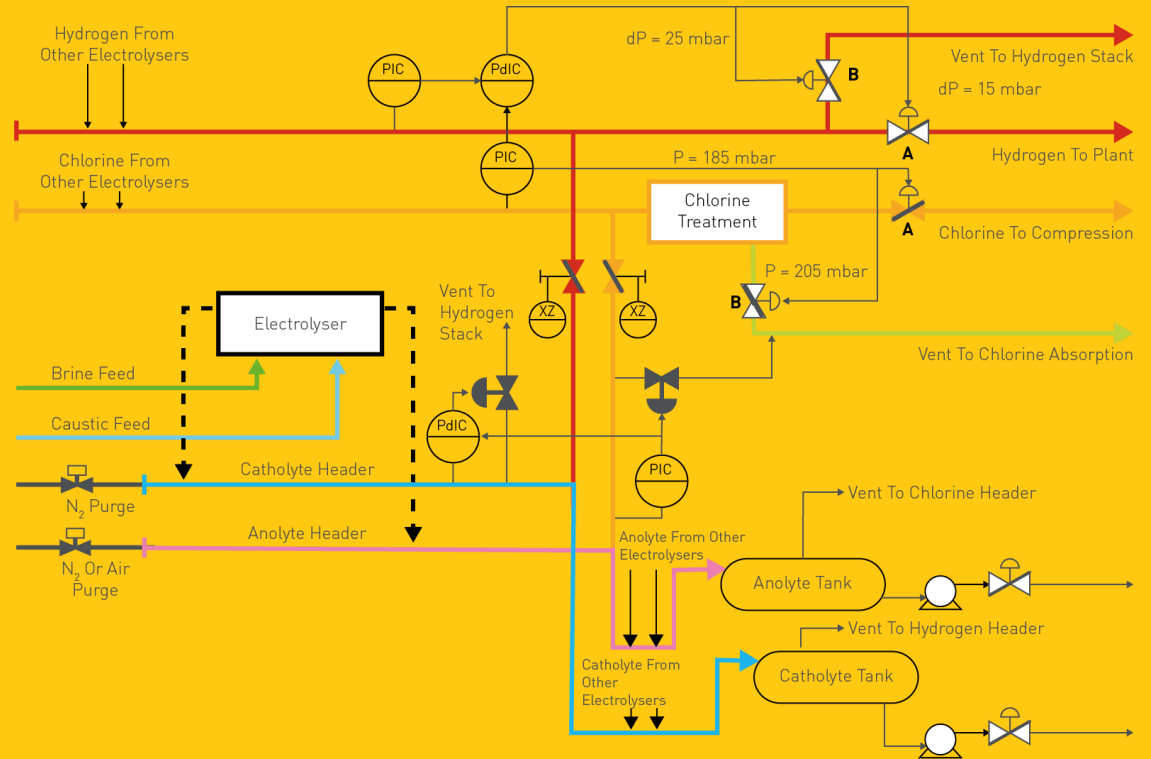 Hydrogen From
Other Electrolysers
PIC
PdIC
dP = 25 mbar
B
Vent To Hydrogen Stack
dP = 15 mbar
A
Hydrogen To Plant
Chlorine From
Other Electrolysers
PIC
P = 185 mbar
Chlorine
Treatment
A
Chlorine To Compression
P = 205 mbar
B
Vent To Chlorine Absorption
XZ
XZ
Vent To
Hydrogen
Stack
Electrolyser
Brine Feed
Caustic Feed
PdIC
PIC
Catholyte Header
N2 Purge
Anolyte Header
N2 Or Air
Purge
Anolyte From Other
Electrolysers
Vent To Chlorine Header
Anolyte Tank
Vent To Hydrogen Header
Catholyte From
Other
Electrolysers
Catholyte Tank